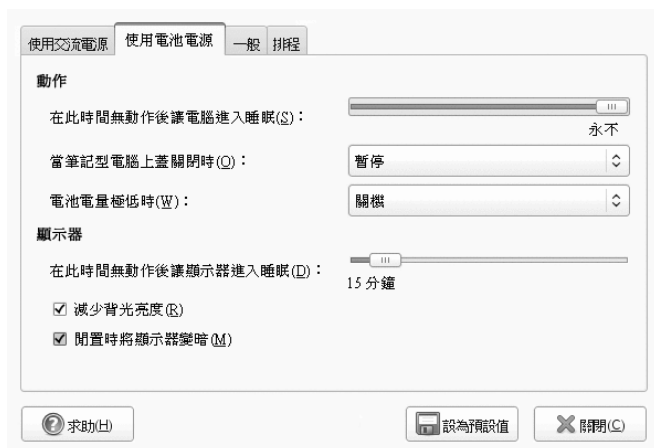 使用交流電源 使用電池電源 一般 排程
動作
在此時間無動作後讓電腦進入睡眠(S)：
永不
當筆記型電腦上蓋關閉時(O)： 暫停
電池電量極低時(W)： 關機
顯示器
在此時間無動作後讓顯示器進入睡眠(D)：
15 分鐘
減少背光亮度(R)
閒置時將顯示器變暗(M)
求助(H) 設為預設值 關閉(C)